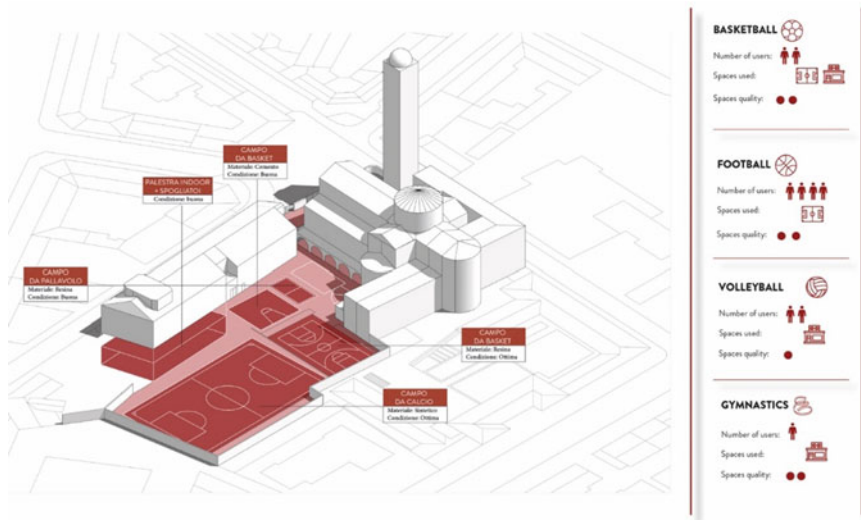 CAMPO
DA BASKET
Materiale: Cemento
Condizione: Buona
PALESTRA INDOOR
+ SPOGLIATOI
Condizione: buona
CAMPO
DA PALLAVOLO
Materiale: Resina
Condizione: Buona
CAMPO
DA BASKET
Materiale: Resina
Condizione: Ottima
CAMPO
DA CALCIO
Materiale: Sintetico
Condizione: Ottima
BASKETBALL
Number of users:
Spaces used:
Spaces quality:
FOOTBALL
Number of users:
Spaces used:
Spaces quality:
VOLLEYBALL
Number of users:
Spaces used:
Spaces quality:
GYMNASTICS
Number of users:
Spaces used:
Spaces quality: